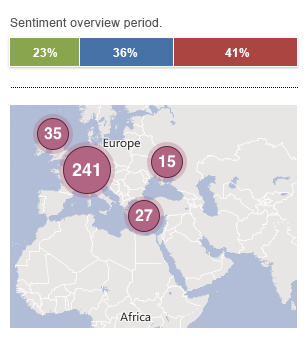 Sentiment overview period.
23% 36% 41%
35
Europe
241
15
27
Africa